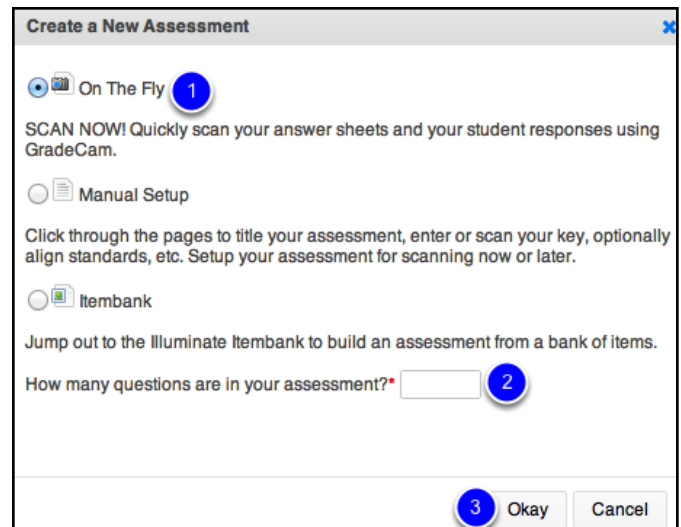 Create a New Assessment
On The Fly 1
SCAN NOW! Quickly scan your answer sheets and your student responses using
GradeCam.
Manual Setup
Click through the pages to title your assessment, enter or scan your key, optionally
align standards, etc. Setup your assessment for scanning now or later.
Itembank
Jump out to the Illuminate Itembank to build an assessment from a bank of items.
How many questions are in your assessment?* 2
3 Okay Cancel